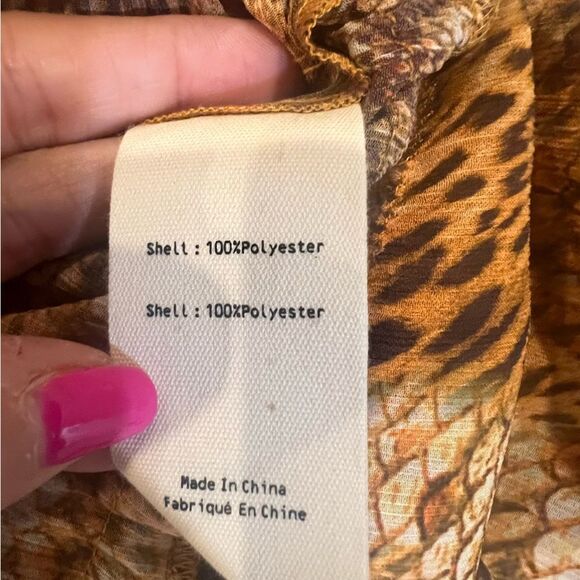 Shell : 100%Polyester
Shell : 100%Polyester
Made In China
Fabriqué En Chine